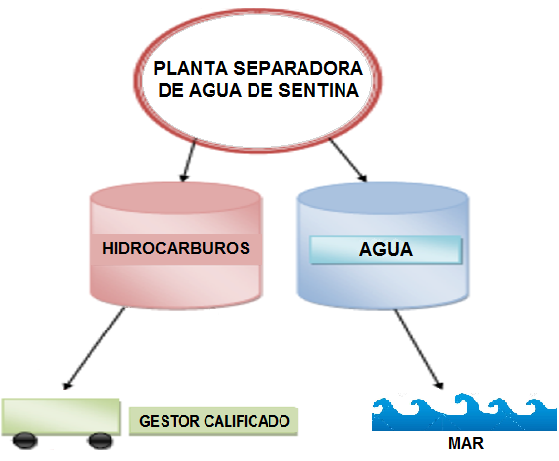 PLANTA SEPARADORA
DE AGUA DE SENTINA
HIDROCARBUROS
AGUA
GESTOR CALIFICADO
MAR